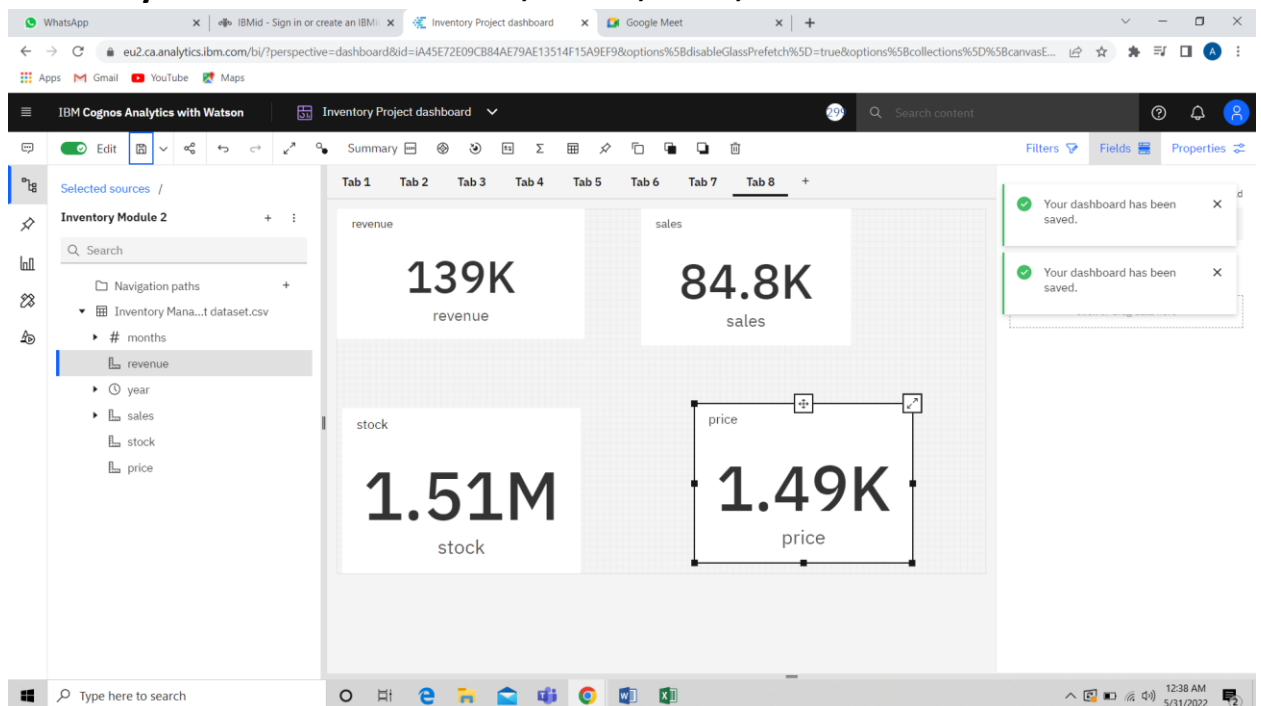 WhatsApp
IBMid - Sign in or create an IBMi
Inventory Project dashboard
Google Meet
eu2.ca.analytics.ibm.com/bi/?perspective=dashboard&id=iA45E72E09CB84AE79AE13514F15A9EF9&options%5BdisableGlassPrefetch%5D=true&options%5Bcollections%5D%5BcanvasE...
Apps Gmail YouTube Maps
IBM Cognos Analytics with Watson
Inventory Project dashboard
299
Search content
Edit
Summary
Filters Fields Properties
Selected sources /
Tab 1 Tab 2 Tab 3 Tab 4 Tab 5 Tab 6 Tab 7 Tab 8 +
Inventory Module 2
Search
Navigation paths
Inventory Mana...t dataset.csv
# months
revenue
year
sales
stock
price
revenue
139K
revenue
sales
84.8K
sales
stock
1.51M
stock
price
1.49K
price
Your dashboard has been
saved.
Your dashboard has been
saved.
Type here to search
12:38 AM
5/31/2022
2